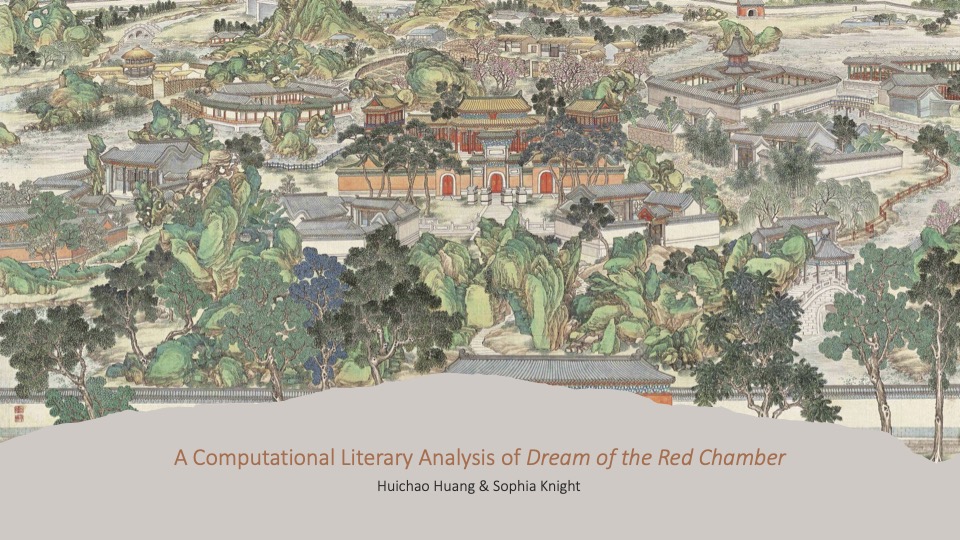 A Computational Literary Analysis of Dream of the Red Chamber
Huichao Huang & Sophia Knight